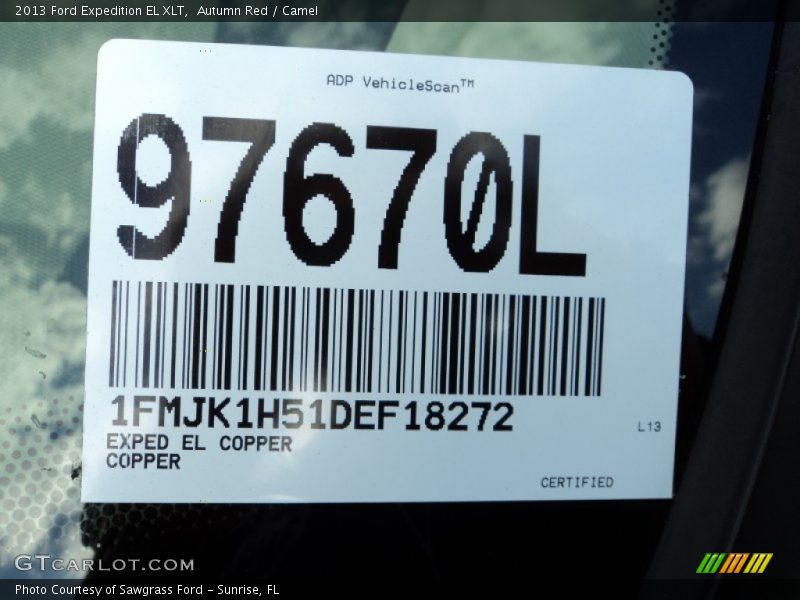 2013 Ford Expedition EL XLT,  Autumn Red / Camel
ADP VehicleScan™
97670L
1FMJK1H51DEF18272
EXPED EL COPPER
COPPER
L13
CERTIFIED
GTcarlot.com
Photo Courtesy of Sawgrass Ford - Sunrise, FL